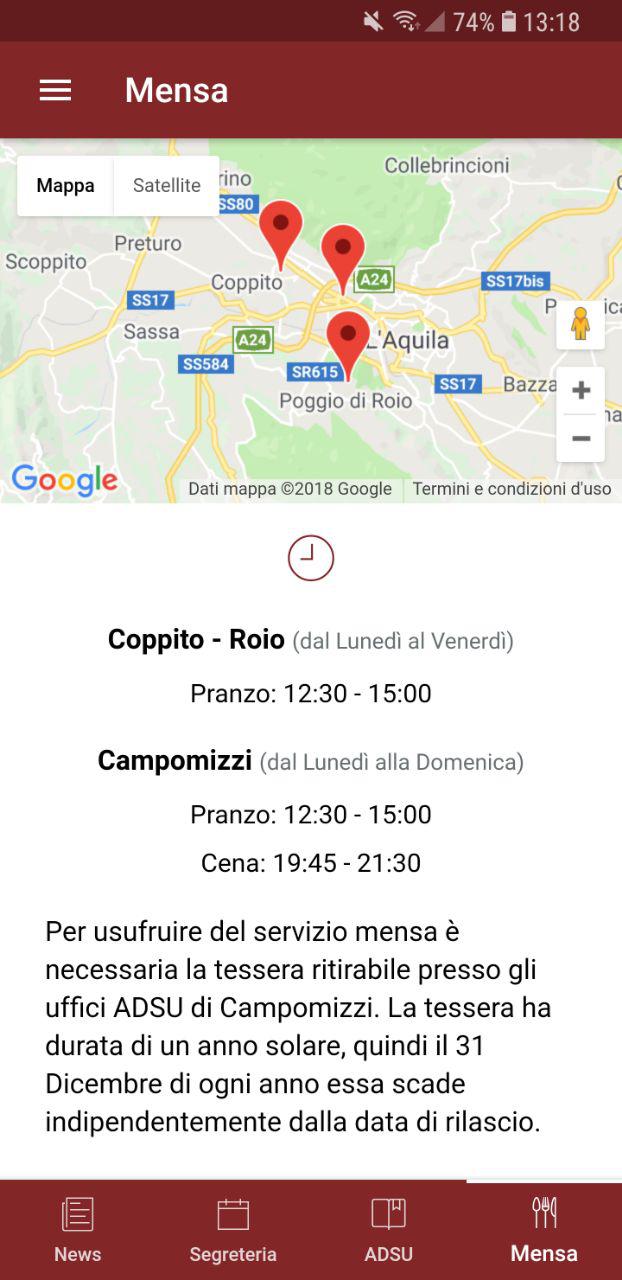 74% 13:18
Mensa
Mappa Satellite
Collebrincioni
SS80
Preturo
Scoppito
Coppito
A24
SS17bis
SS17
Sassa
A24
L'Aquila
SS584
SR615
SS17
Poggio di Roio
Google
Dati mappa ©2018 Google
Termini e condizioni d'uso
Coppito - Roio (dal Lunedì al Venerdì)
Pranzo: 12:30 - 15:00
Campomizzi (dal Lunedì alla Domenica)
Pranzo: 12:30 - 15:00
Cena: 19:45 - 21:30
Per usufruire del servizio mensa è
necessaria la tessera ritirabile presso gli
uffici ADSU di Campomizzi. La tessera ha
durata di un anno solare, quindi il 31
Dicembre di ogni anno essa scade
indipendentemente dalla data di rilascio.
News Segreteria ADSU Mensa